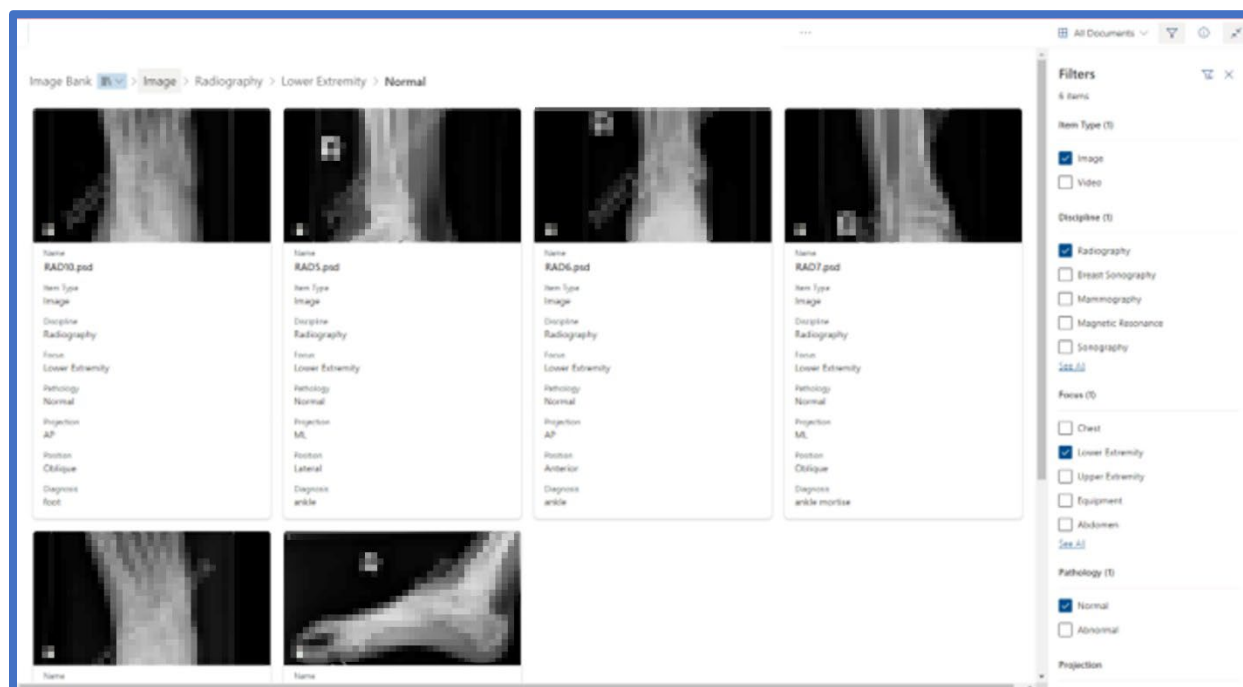 ... All Documents
Image Bank > Image > Radiography > Lower Extremity > Normal
Name
RAD10.psd
Item Type
Image
Discipline
Radiography
Focus
Lower Extremity
Pathology
Normal
Projection
AP
Position
Oblique
Diagnosis
foot
Name
RAD5.psd
Item Type
Image
Discipline
Radiography
Focus
Lower Extremity
Pathology
Normal
Projection
ML
Position
Lateral
Diagnosis
ankle
Name
RAD6.psd
Item Type
Image
Discipline
Radiography
Focus
Lower Extremity
Pathology
Normal
Projection
AP
Position
Anterior
Diagnosis
ankle
Name
RAD7.psd
Item Type
Image
Discipline
Radiography
Focus
Lower Extremity
Pathology
Normal
Projection
ML
Position
Oblique
Diagnosis
ankle mortise
Name
Name
Filters
6 items
Item Type (1)
Image
Video
Discipline (1)
Radiography
Breast Sonography
Mammography
Magnetic Resonance
Sonography
See All
Focus (1)
Chest
Lower Extremity
Upper Extremity
Equipment
Abdomen
See All
Pathology (1)
Normal
Abnormal
Projection